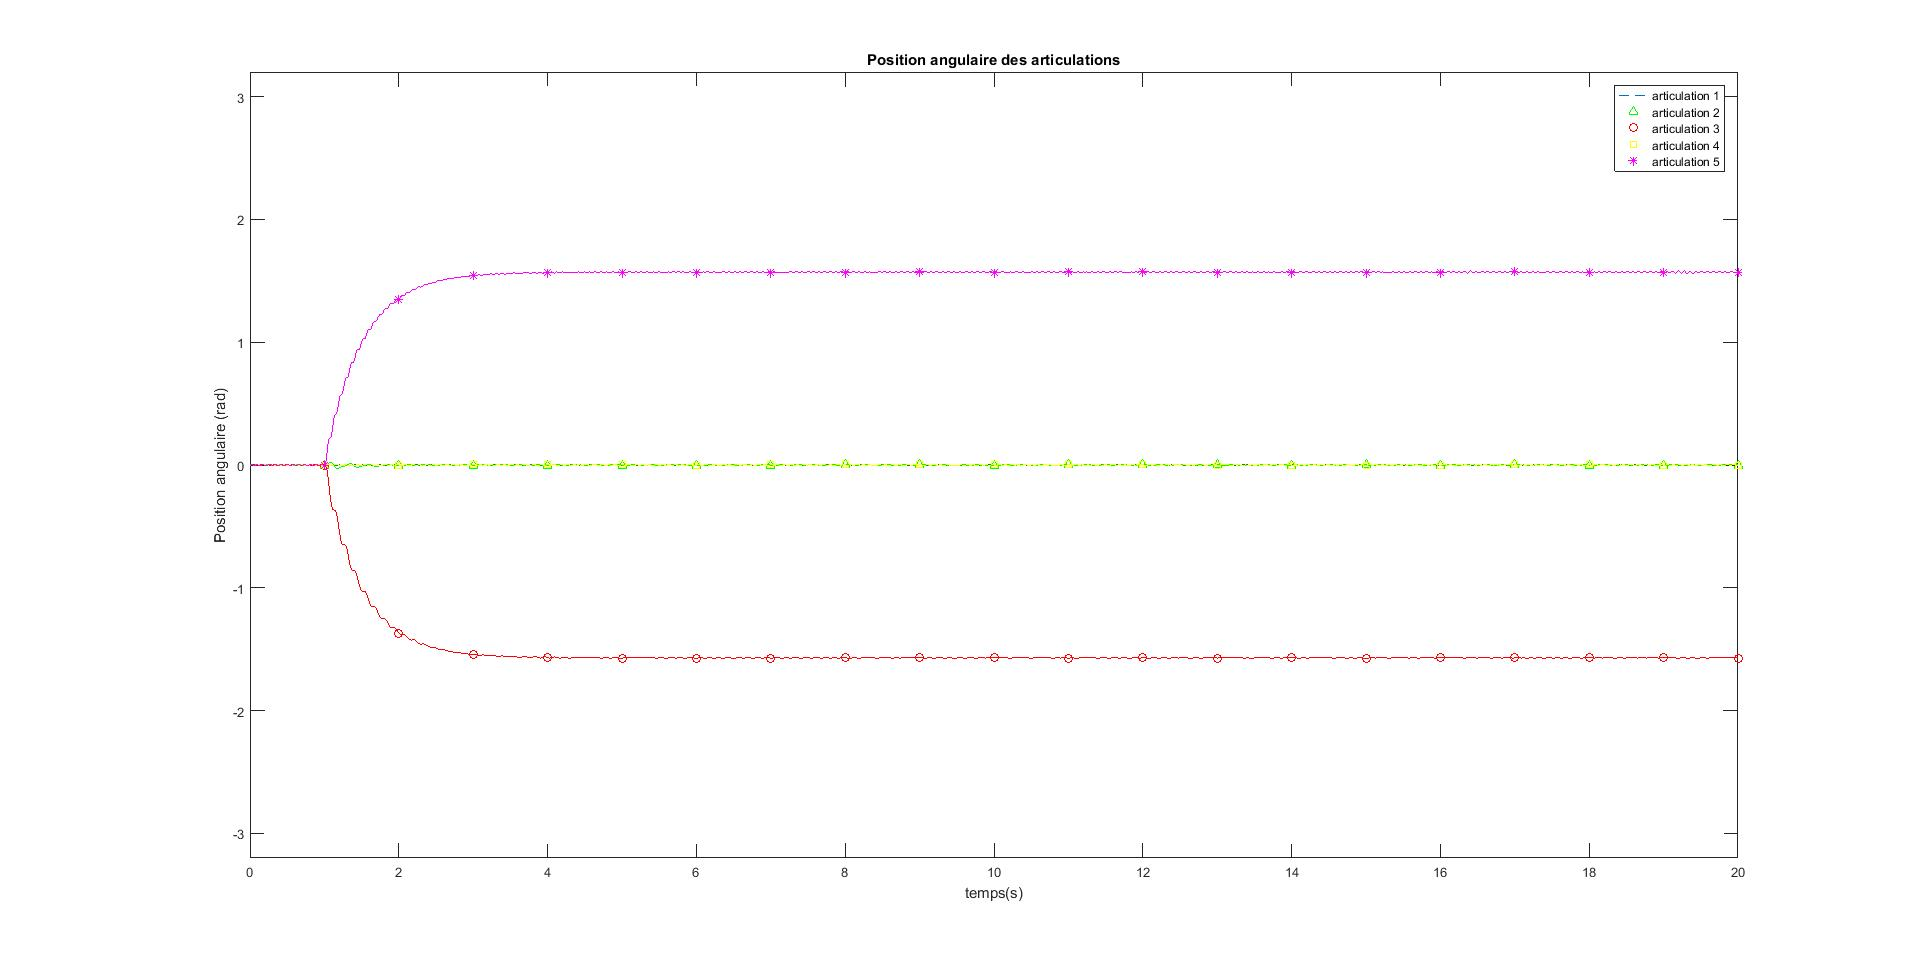 Position angulaire des articulations
articulation 1
articulation 2
articulation 3
articulation 4
articulation 5
Position angulaire (rad)
3
2
1
0
-1
-2
-3
0 2 4 6 8 10 12 14 16 18 20
temps(s)